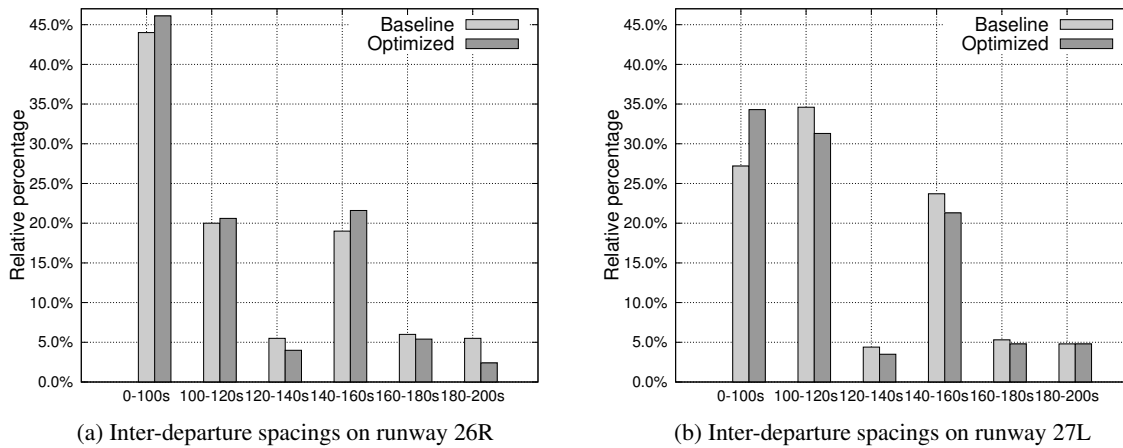 45.0%
40.0%
35.0%
30.0%
25.0%
20.0%
15.0%
10.0%
5.0%
0.0%
Relative percentage
Baseline
Optimized
0-100s 100-120s 120-140s 140-160s 160-180s 180-200s
(a) Inter-departure spacings on runway 26R
45.0%
40.0%
35.0%
30.0%
25.0%
20.0%
15.0%
10.0%
5.0%
0.0%
Relative percentage
Baseline
Optimized
0-100s 100-120s 120-140s 140-160s 160-180s 180-200s
(b) Inter-departure spacings on runway 27L